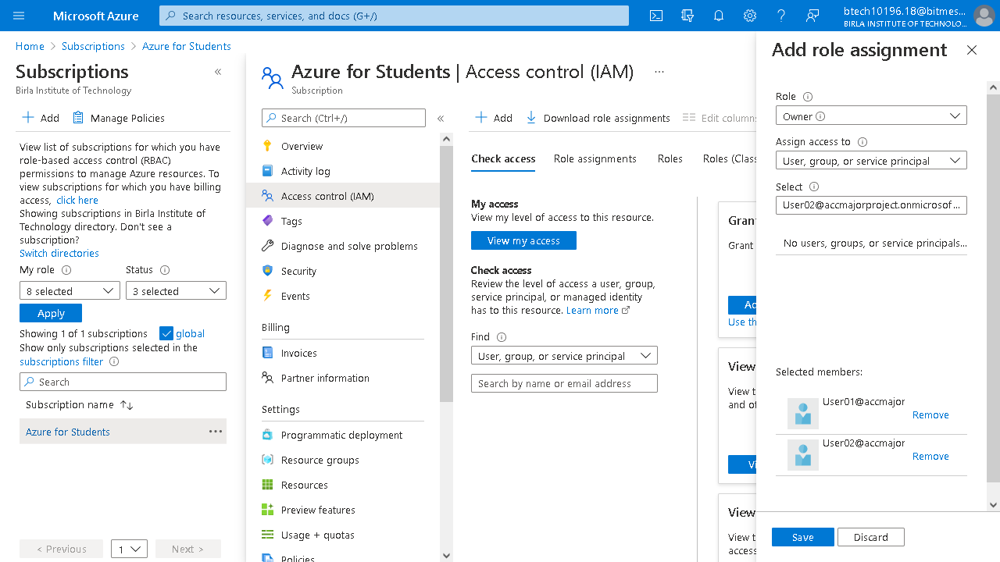 Microsoft Azure
Search resources, services, and docs (G+/)
btech10196.18@bitmes...
BIRLA INSTITUTE OF TECHNOLO...
Home > Subscriptions > Azure for Students
Subscriptions
Birla Institute of Technology
Add
Manage Policies
View list of subscriptions for which you have
role-based access control (RBAC)
permissions to manage Azure resources. To
view subscriptions for which you have billing
access, click here
Showing subscriptions in Birla Institute of
Technology directory. Don't see a
subscription?
Switch directories
My role
Status
8 selected
3 selected
Apply
Showing 1 of 1 subscriptions
global
Show only subscriptions selected in the
subscriptions filter
Search
Subscription name
Azure for Students
< Previous
1
Next >
Azure for Students | Access control (IAM)
Subscription
Search (Ctrl+/)
Overview
Activity log
Access control (IAM)
Tags
Diagnose and solve problems
Security
Events
Billing
Invoices
Partner information
Settings
Programmatic deployment
Resource groups
Resources
Preview features
Usage + quotas
Policies
Add
Download role assignments
Edit columns
Check access
Role assignments
Roles
Roles (Clas
My access
View my level of access to this resource.
View my access
Check access
Review the level of access a user, group,
service principal, or managed identity
has to this resource. Learn more
Find
User, group, or service principal
Search by name or email address
Gran
Grant
Ad
Use th
View
View t
and of
Vi
View
View t
access
Add role assignment
Role
Owner
Assign access to
User, group, or service principal
Select
User02@accmajorproject.onmicrosof...
No users, groups, or service principals...
Selected members:
User01@accmajor
Remove
User02@accmajor
Remove
Save
Discard